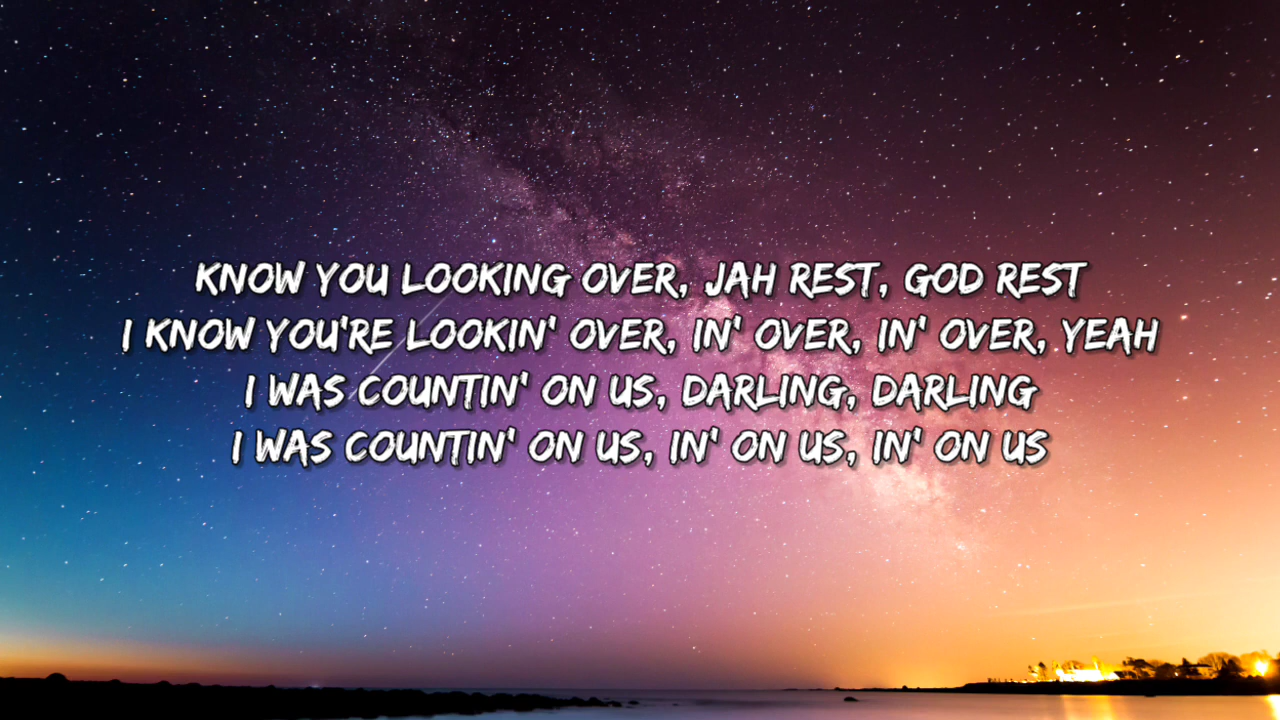 KNOW YOU LOOKING OVER, JAH REST, GOD REST
I KNOW YOU'RE LOOKIN' OVER, IN' OVER, IN' OVER, YEAH
I WAS COUNTIN' ON US, DARLING, DARLING
I WAS COUNTIN' ON US, IN' ON US, IN' ON US